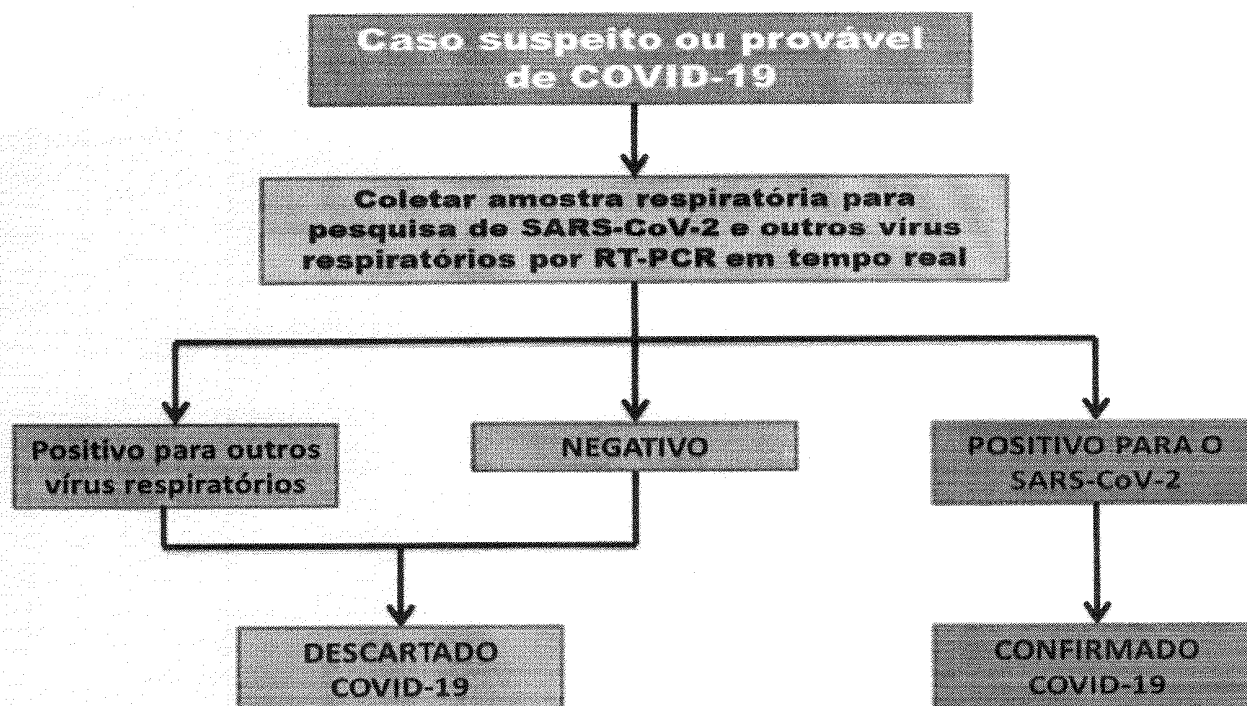 Caso suspeito ou provável
de COVID-19
Coletar amostra respiratória para
pesquisa de SARS-CoV-2 e outros vírus
respiratórios por RT-PCR em tempo real
Positivo para outros
vírus respiratórios
NEGATIVO
POSITIVO PARA O
SARS-CoV-2
DESCARTADO
COVID-19
CONFIRMADO
COVID-19